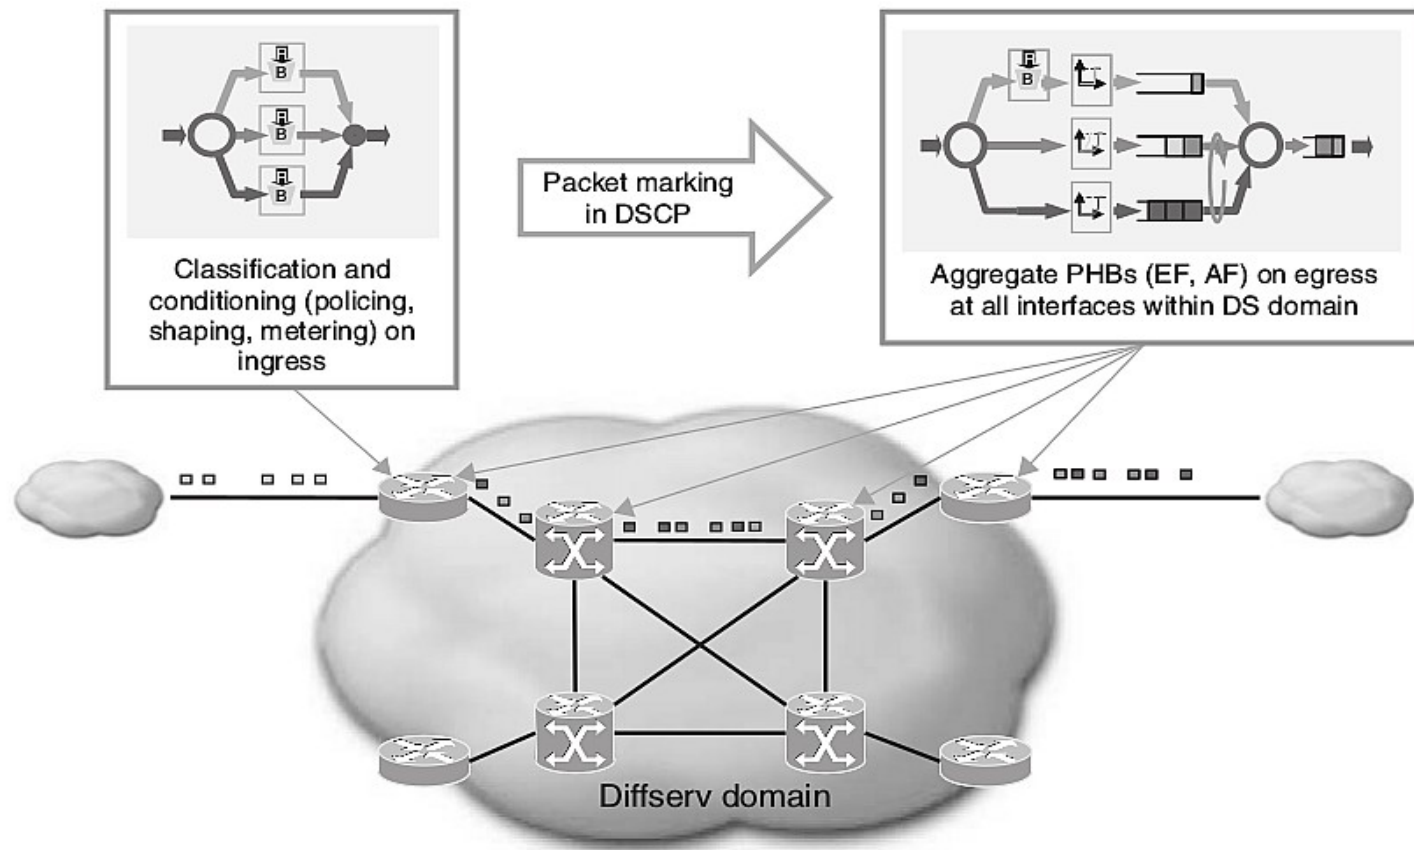 B
B
B
Classification and
conditioning (policing,
shaping, metering) on
ingress
Packet marking
in DSCP
B
Aggregate PHBs (EF, AF) on egress
at all interfaces within DS domain
Diffserv domain